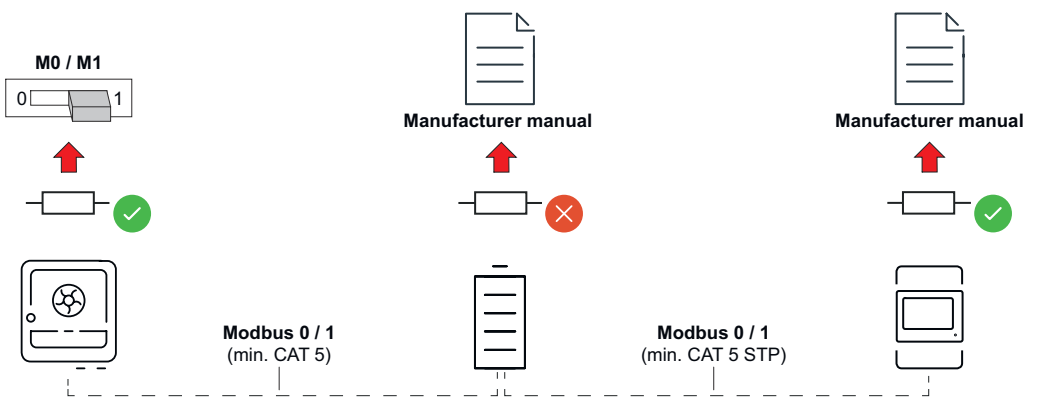 M0 / M1
0 1
Manufacturer manual
Manufacturer manual
Modbus 0 / 1
(min. CAT 5)
Modbus 0 / 1
(min. CAT 5 STP)